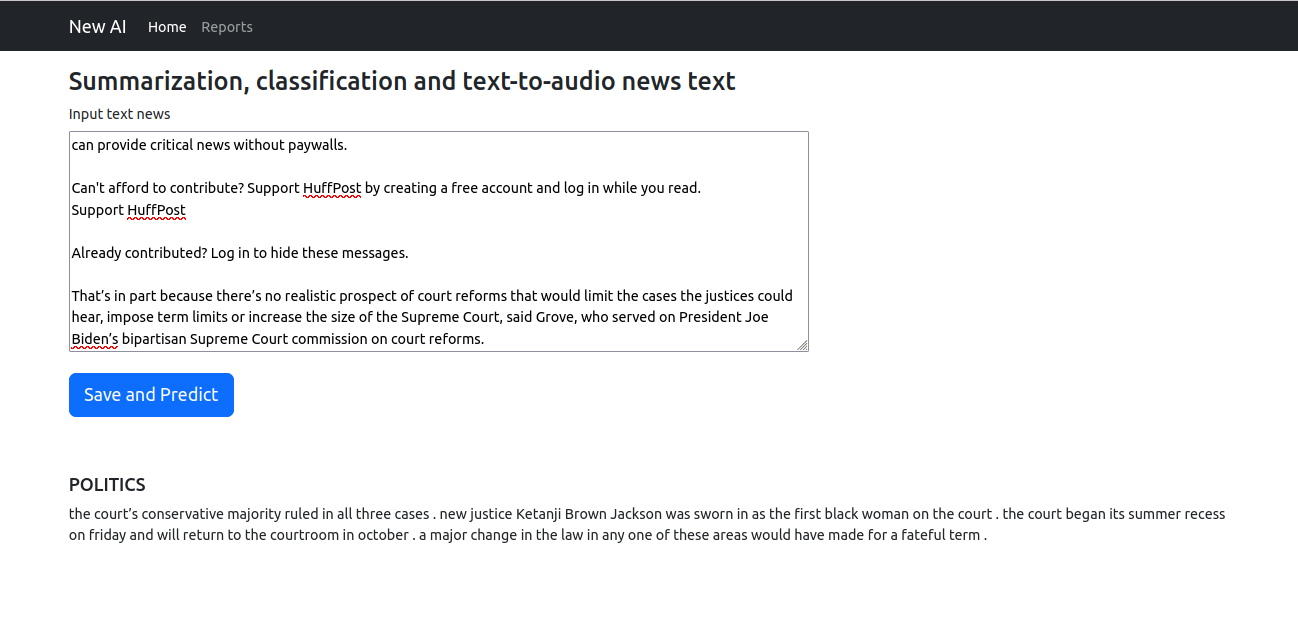 New AI Home Reports
Summarization, classification and text-to-audio news text
Input text news
can provide critical news without paywalls.
Can't afford to contribute? Support HuffPost by creating a free account and log in while you read.
Support HuffPost
Already contributed? Log in to hide these messages.
That’s in part because there’s no realistic prospect of court reforms that would limit the cases the justices could
hear, impose term limits or increase the size of the Supreme Court, said Grove, who served on President Joe
Biden’s bipartisan Supreme Court commission on court reforms.
Save and Predict
POLITICS
the court’s conservative majority ruled in all three cases . new justice Ketanji Brown Jackson was sworn in as the first black woman on the court . the court began its summer recess
on friday and will return to the courtroom in october . a major change in the law in any one of these areas would have made for a fateful term .